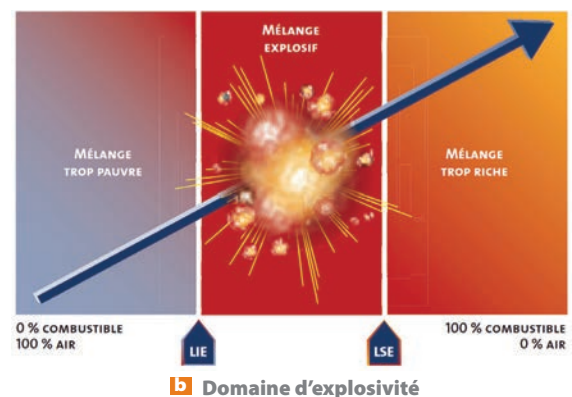 MÉLANGE
EXPLOSIF
MÉLANGE
TROP PAUVRE
MÉLANGE
TROP RICHE
0 % COMBUSTIBLE
100 % AIR
100 % COMBUSTIBLE
0 % AIR
LIE
LSE
b Domaine d'explosivité